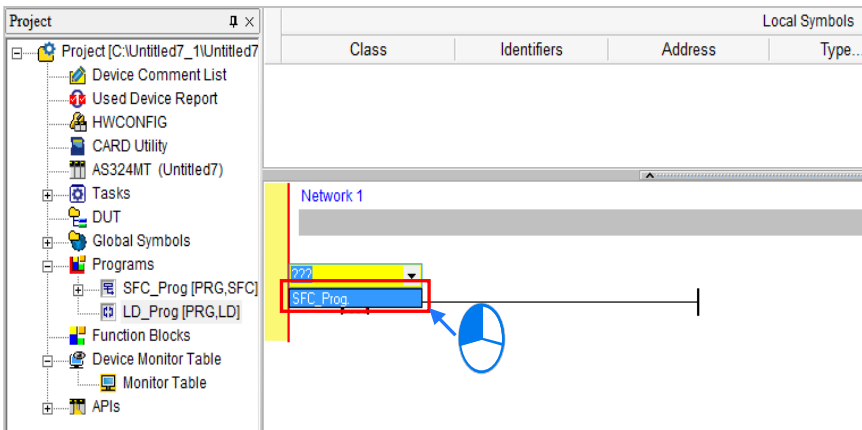 Project
Project [C:\Untitled7_1\Untitled7
Device Comment List
Used Device Report
HWCONFIG
CARD Utility
AS324MT (Untitled7)
Tasks
DUT
Global Symbols
Programs
SFC_Prog [PRG,SFC]
LD_Prog [PRG,LD]
Function Blocks
Device Monitor Table
Monitor Table
APIs
Local Symbols
Class Identifiers Address Type...
Network 1
???
SFC_Prog.